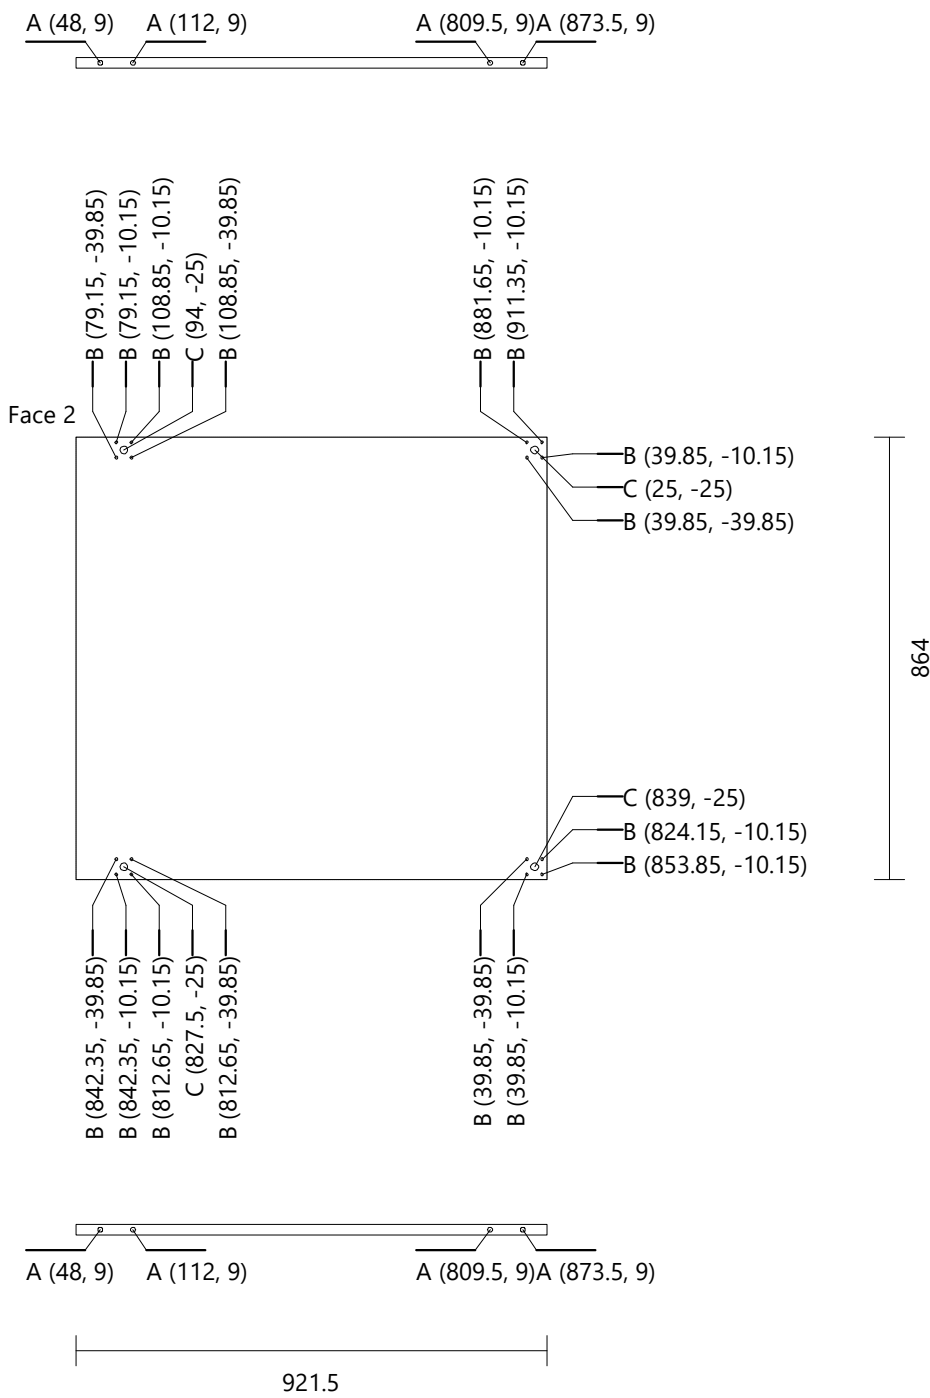 A (48, 9) A (112, 9) A (809.5, 9) A (873.5, 9)
B (79.15, -39.85)
B (79.15, -10.15)
B (108.85, -10.15)
C (94, -25)
B (108.85, -39.85)
B (881.65, -10.15)
B (911.35, -10.15)
Face 2
B (39.85, -10.15)
C (25, -25)
B (39.85, -39.85)
864
C (839, -25)
B (824.15, -10.15)
B (853.85, -10.15)
B (842.35, -39.85)
B (842.35, -10.15)
B (812.65, -10.15)
C (827.5, -25)
B (812.65, -39.85)
B (39.85, -39.85)
B (39.85, -10.15)
A (48, 9) A (112, 9) A (809.5, 9) A (873.5, 9)
921.5